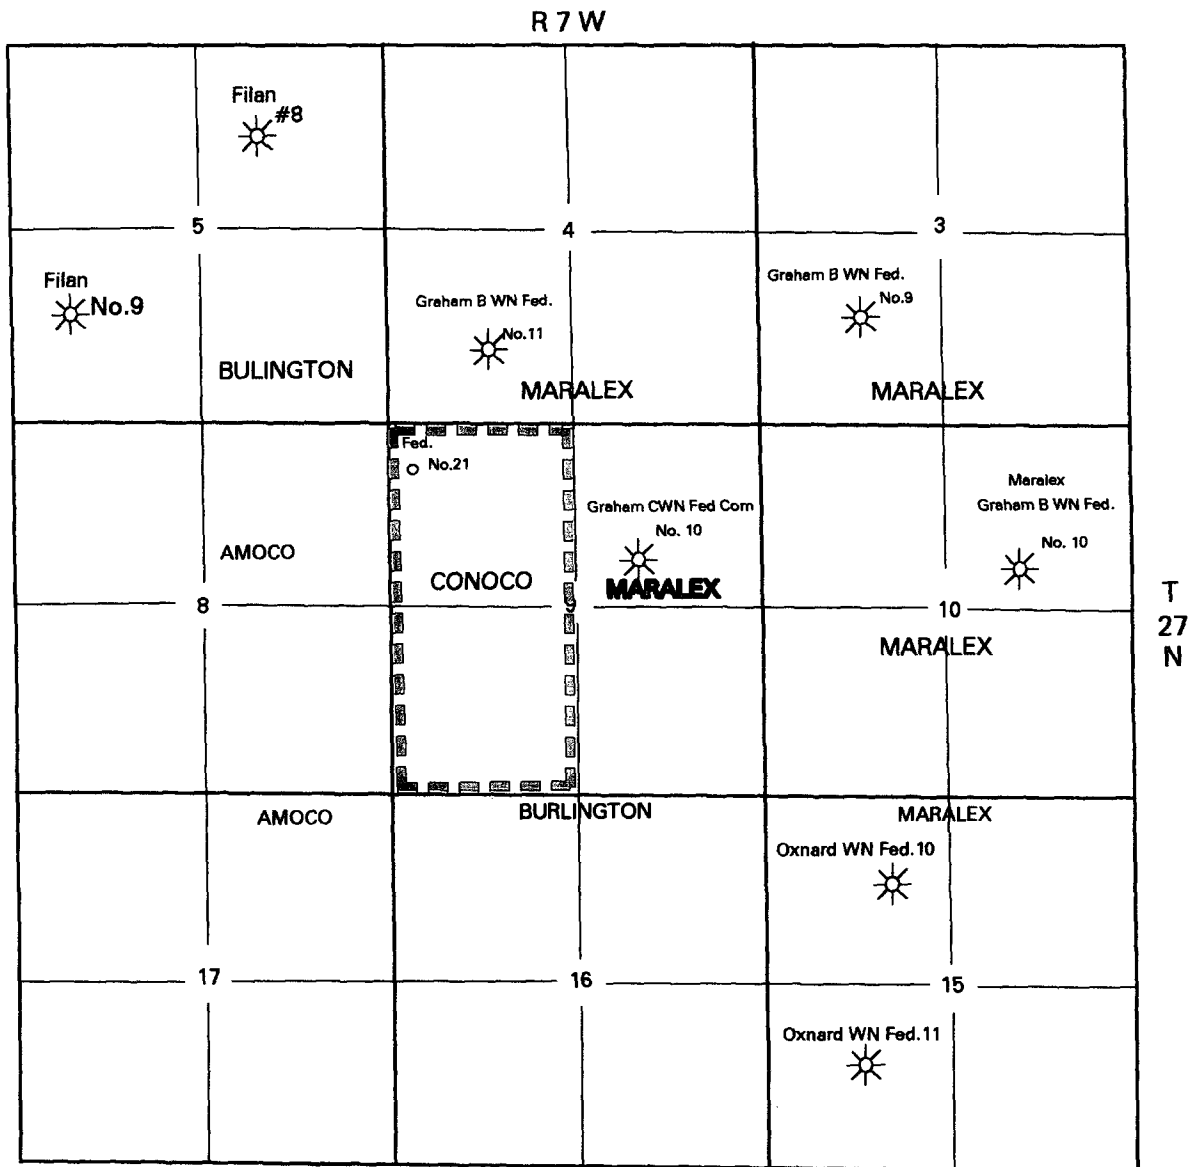 R 7 W
Filan
#8
5
4
3
Filan
No.9
Graham B WN Fed.
No.11
Graham B WN Fed.
No.9
BULINGTON
MARALEX
MARALEX
Fed.
No.21
Graham CWN Fed Com
No. 10
Maralex
Graham B WN Fed.
No. 10
AMOCO
CONOCO
MARALEX
8
9
10
MARALEX
T
27
N
AMOCO
BURLINGTON
MARALEX
Oxnard WN Fed.10
17
16
15
Oxnard WN Fed.11